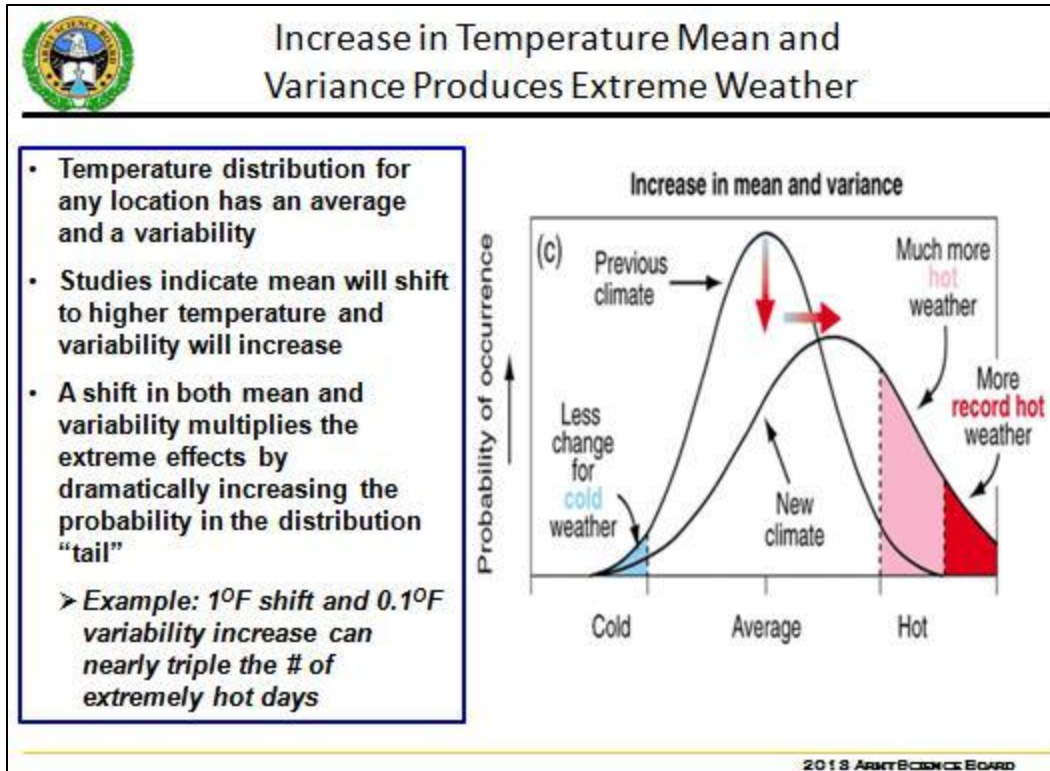 ARMY SCIENCE BOARD
Increase in Temperature Mean and
Variance Produces Extreme Weather
• Temperature distribution for
any location has an average
and a variability
• Studies indicate mean will shift
to higher temperature and
variability will increase
• A shift in both mean and
variability multiplies the
extreme effects by
dramatically increasing the
probability in the distribution
“tail”
➢ Example: 1⁰F shift and 0.1⁰F
variability increase can
nearly triple the # of
extremely hot days
Increase in mean and variance
Probability of occurrence
(c)
Previous
climate
Less
change
for
cold
weather
New
climate
Much more
hot
weather
More
record hot
weather
Cold
Average
Hot
2013 ARMY SCIENCE BOARD